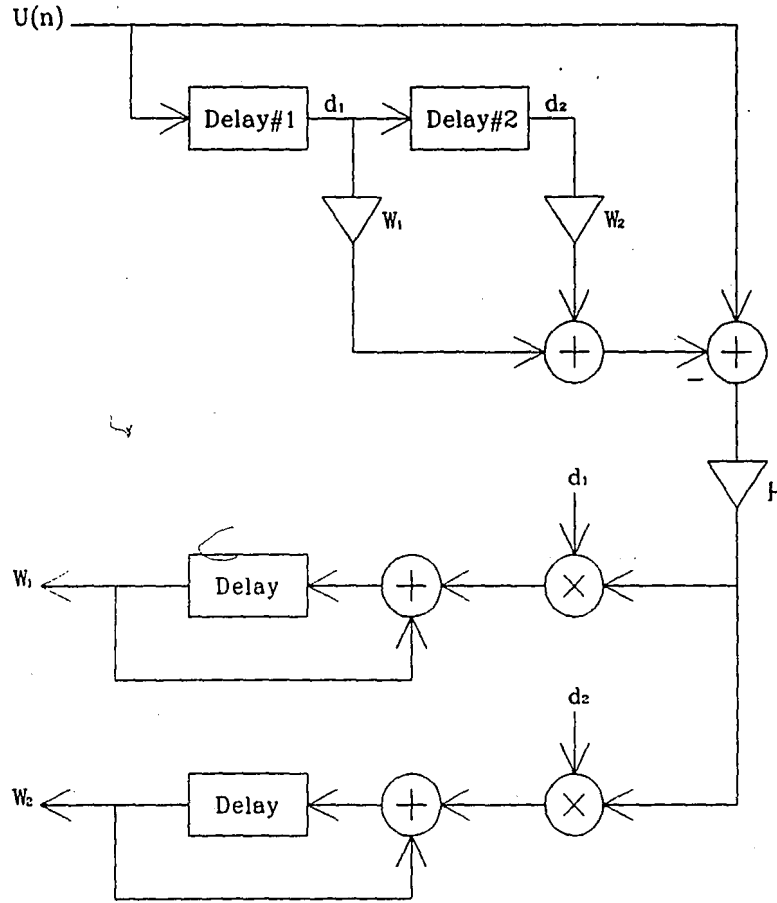 U(n)
Delay#1
d₁
Delay#2
d₂
W₁
W₂
+
+
−
d₁
W₁
Delay
+
×
d₂
W₂
Delay
+
×